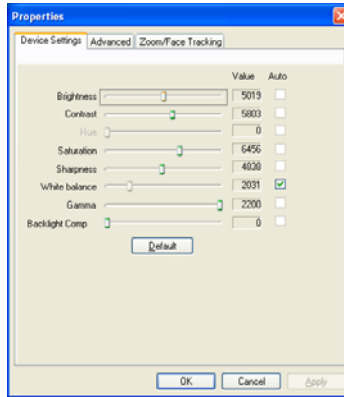 Properties
Device Settings Advanced Zoom/Face Tracking
Value Auto
Brightness 5019
Contrast 5803
Hue 0
Saturation 6456
Sharpness 4838
White balance 2031
Gamma 2200
Backlight Comp 0
Default
OK Cancel Apply